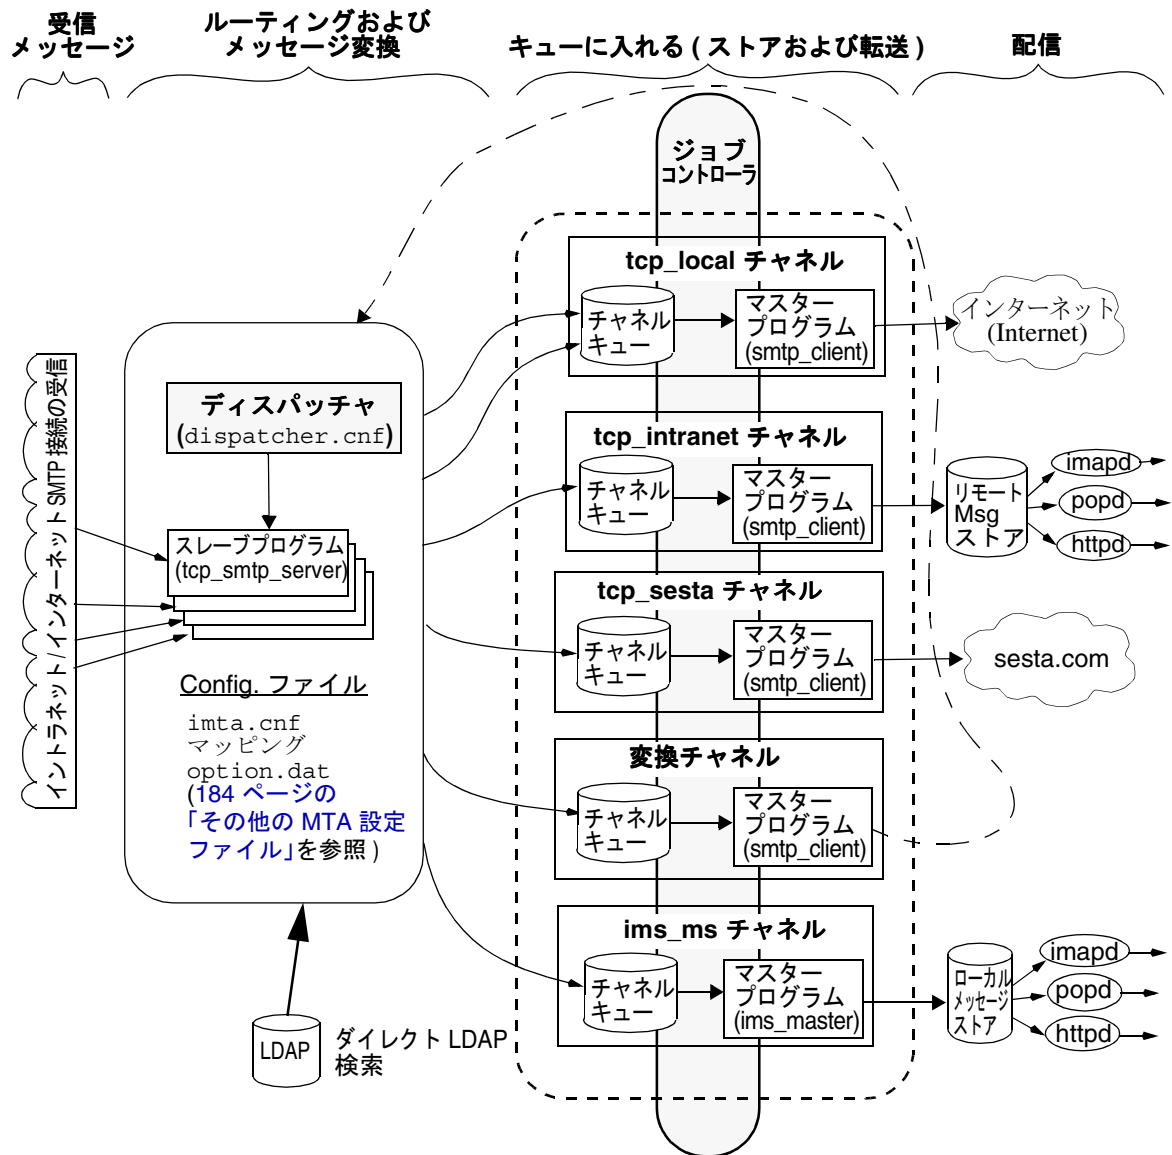 受信
メッセージ
ルーティングおよび
メッセージ変換
キューに入れる ( ストアおよび転送 )
配信
ジョブ
コントローラ
イントラネット / インターネット SMTP 接続の受信
ディスパッチャ
(dispatcher.cnf)
スレーブプログラム
(tcp_smtp_server)
Config. ファイル
imta.cnf
マッピング
option.dat
(184 ページの
「その他の MTA 設定
ファイル」を参照 )
LDAP
ダイレクト LDAP
検索
tcp_local チャネル
チャネル
キュー
マスター
プログラム
(smtp_client)
インターネット
(Internet)
tcp_intranet チャネル
チャネル
キュー
マスター
プログラム
(smtp_client)
リモート
Msg
ストア
imapd
popd
httpd
tcp_sesta チャネル
チャネル
キュー
マスター
プログラム
(smtp_client)
sesta.com
変換チャネル
チャネル
キュー
マスター
プログラム
(smtp_client)
ims_ms チャネル
チャネル
キュー
マスター
プログラム
(ims_master)
ローカル
メッセージ
ストア
imapd
popd
httpd